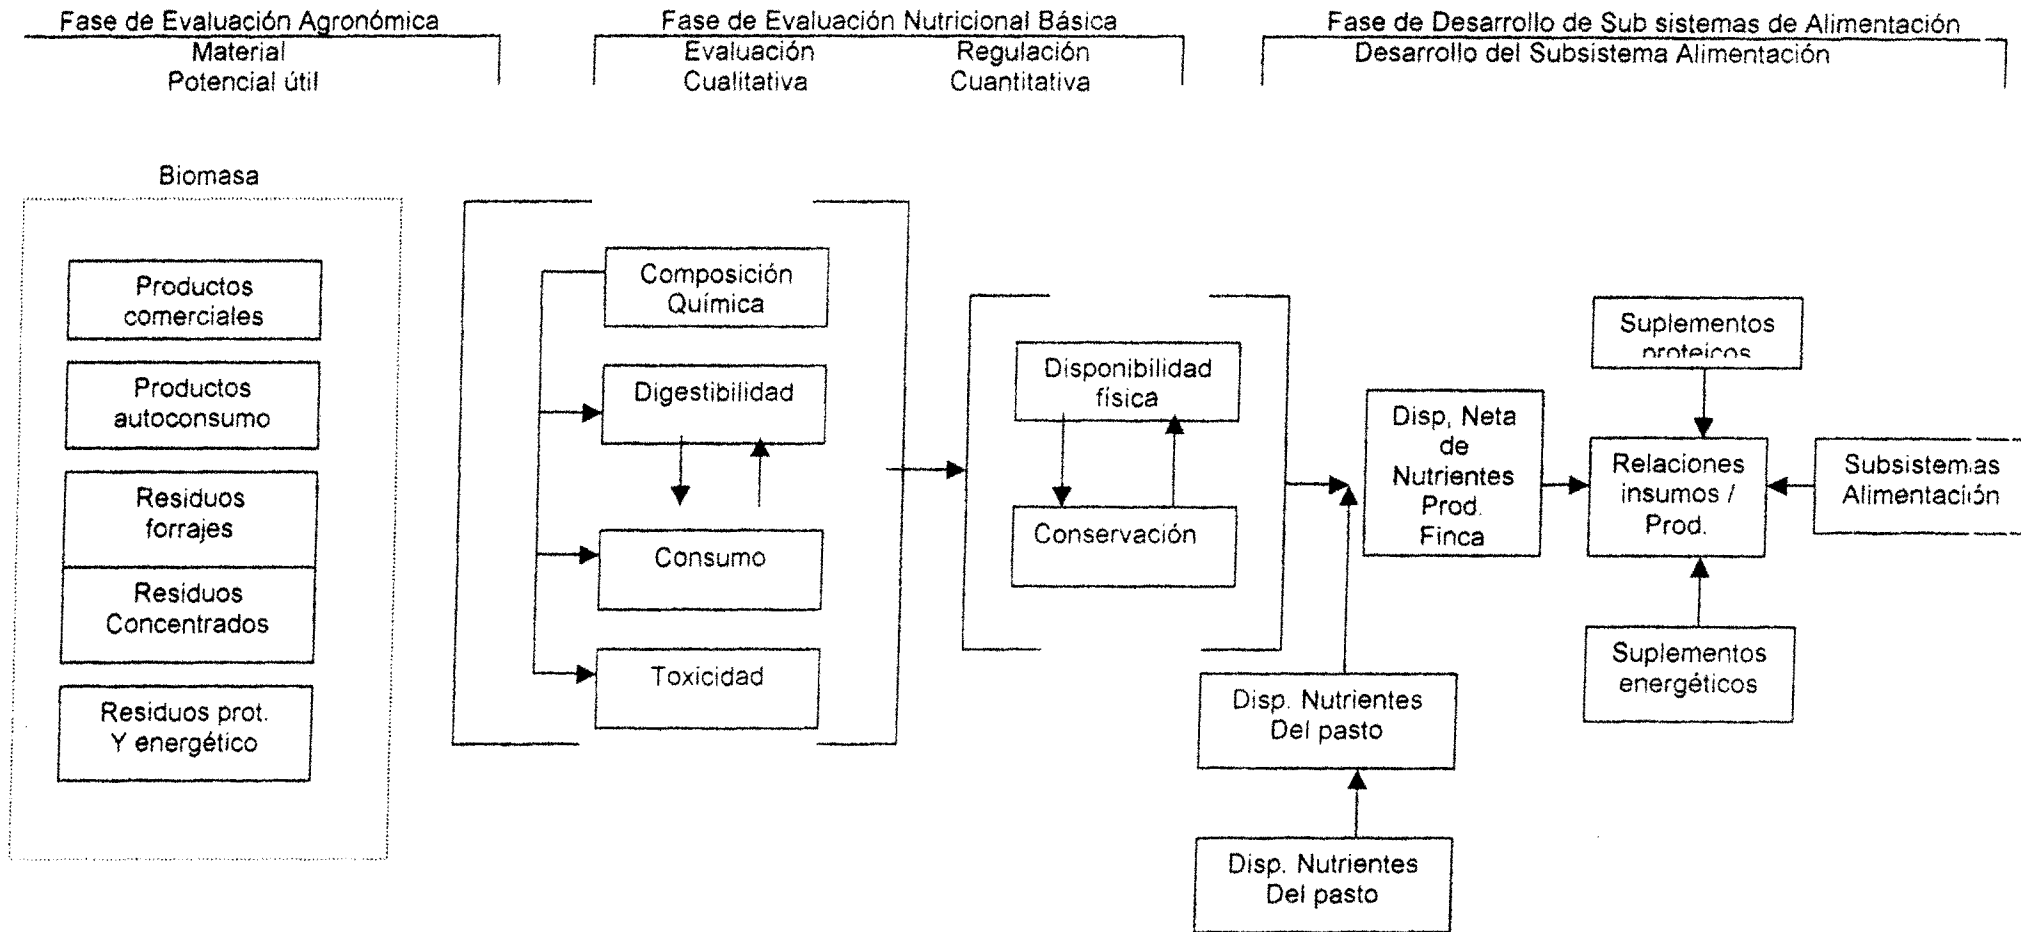 Fase de Evaluación Agronómica
Material
Potencial útil
Fase de Evaluación Nutricional Básica
Evaluación
Cualitativa
Regulación
Cuantitativa
Fase de Desarrollo de Sub sistemas de Alimentación
Desarrollo del Subsistema Alimentación
Biomasa
Productos
comerciales
Productos
autoconsumo
Residuos
forrajes
Residuos
Concentrados
Residuos prot.
Y energético
Composición
Química
Digestibilidad
Consumo
Toxicidad
Disponibilidad
física
Conservación
Disp, Neta
de
Nutrientes
Prod.
Finca
Disp. Nutrientes
Del pasto
Disp. Nutrientes
Del pasto
Suplementos
proteícos
Relaciones
insumos /
Prod.
Suplementos
energéticos
Subsistemas
Alimentación